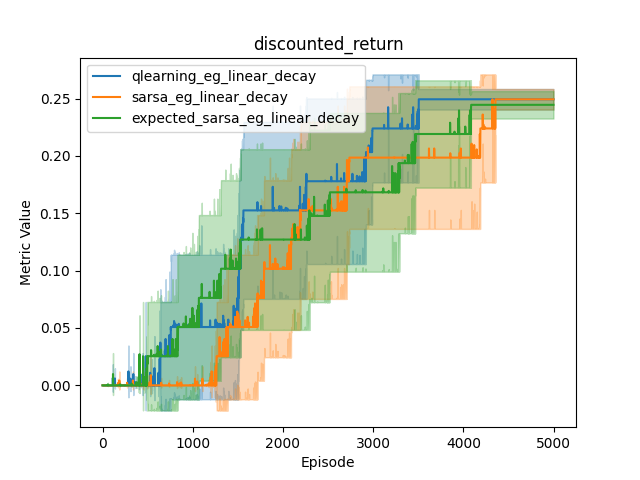 discounted_return
qlearning_eg_linear_decay
sarsa_eg_linear_decay
expected_sarsa_eg_linear_decay
Metric Value
0.25
0.20
0.15
0.10
0.05
0.00
0
1000
2000
3000
4000
5000
Episode